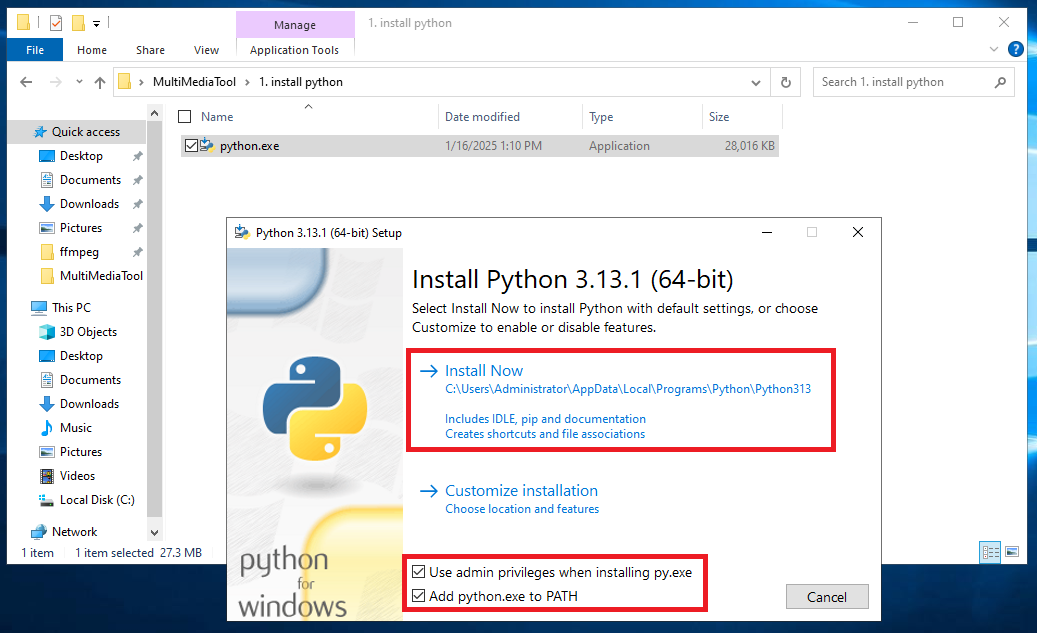 Manage
1. install python
File
Home
Share
View
Application Tools
MultiMediaTool
1. install python
Search 1. install python
Name
Date modified
Type
Size
Quick access
Desktop
Documents
Downloads
Pictures
ffmpeg
MultiMediaTool
This PC
3D Objects
Desktop
Documents
Downloads
Music
Pictures
Videos
Local Disk (C:)
Network
python.exe
1/16/2025 1:10 PM
Application
28,016 KB
1 item
1 item selected
27.3 MB
Python 3.13.1 (64-bit) Setup
Install Python 3.13.1 (64-bit)
Select Install Now to install Python with default settings, or choose
Customize to enable or disable features.
Install Now
C:\Users\Administrator\AppData\Local\Programs\Python\Python313
Includes IDLE, pip and documentation
Creates shortcuts and file associations
Customize installation
Choose location and features
python
for
windows
Use admin privileges when installing py.exe
Add python.exe to PATH
Cancel